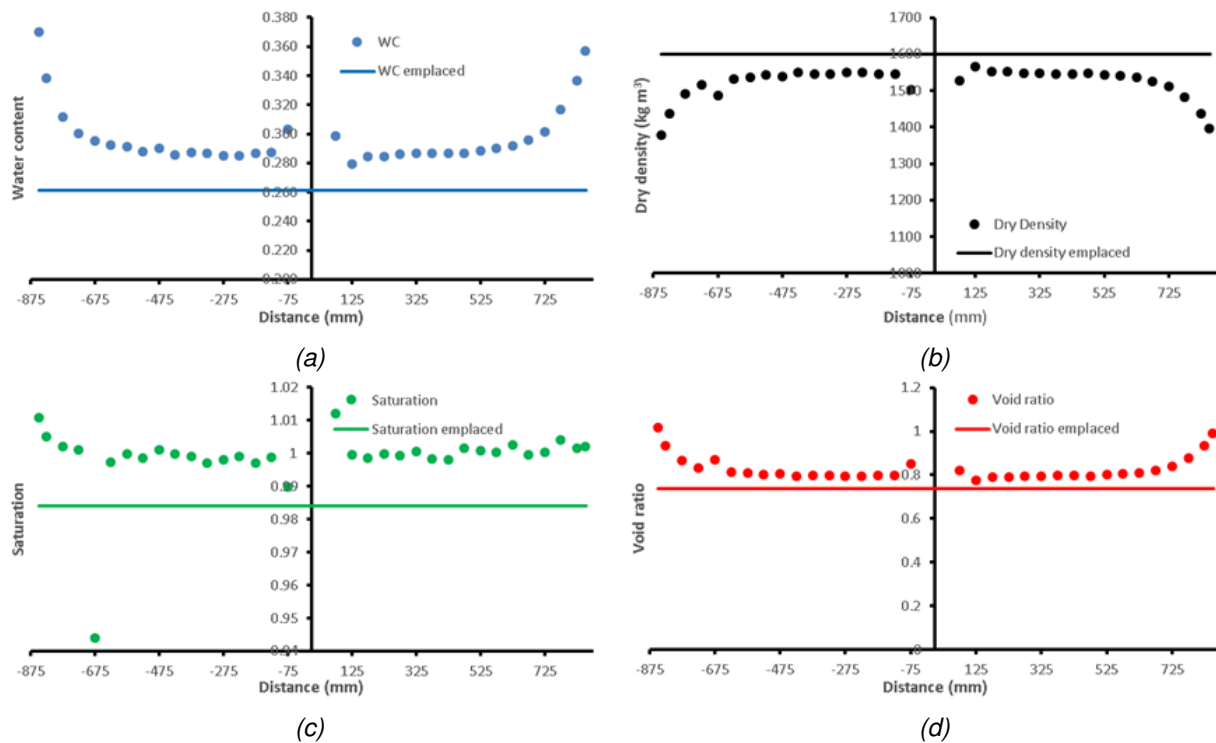 0.380
0.360
0.340
0.320
0.300
0.280
0.260
0.240
0.220
0.200
Water content
WC
WC emplaced
-875 -675 -475 -275 -75 125 325 525 725
Distance (mm)
(a)
1700
1600
1500
1400
1300
1200
1100
1000
Dry density (kg m³)
Dry Density
Dry density emplaced
-875 -675 -475 -275 -75 125 325 525 725
Distance (mm)
(b)
1.02
1.01
1
0.99
0.98
0.97
0.96
0.95
0.94
Saturation
Saturation
Saturation emplaced
-875 -675 -475 -275 -75 125 325 525 725
Distance (mm)
(c)
1.2
1
0.8
0.6
0.4
0.2
0
Void ratio
Void ratio
Void ratio emplaced
-875 -675 -475 -275 -75 125 325 525 725
Distance (mm)
(d)